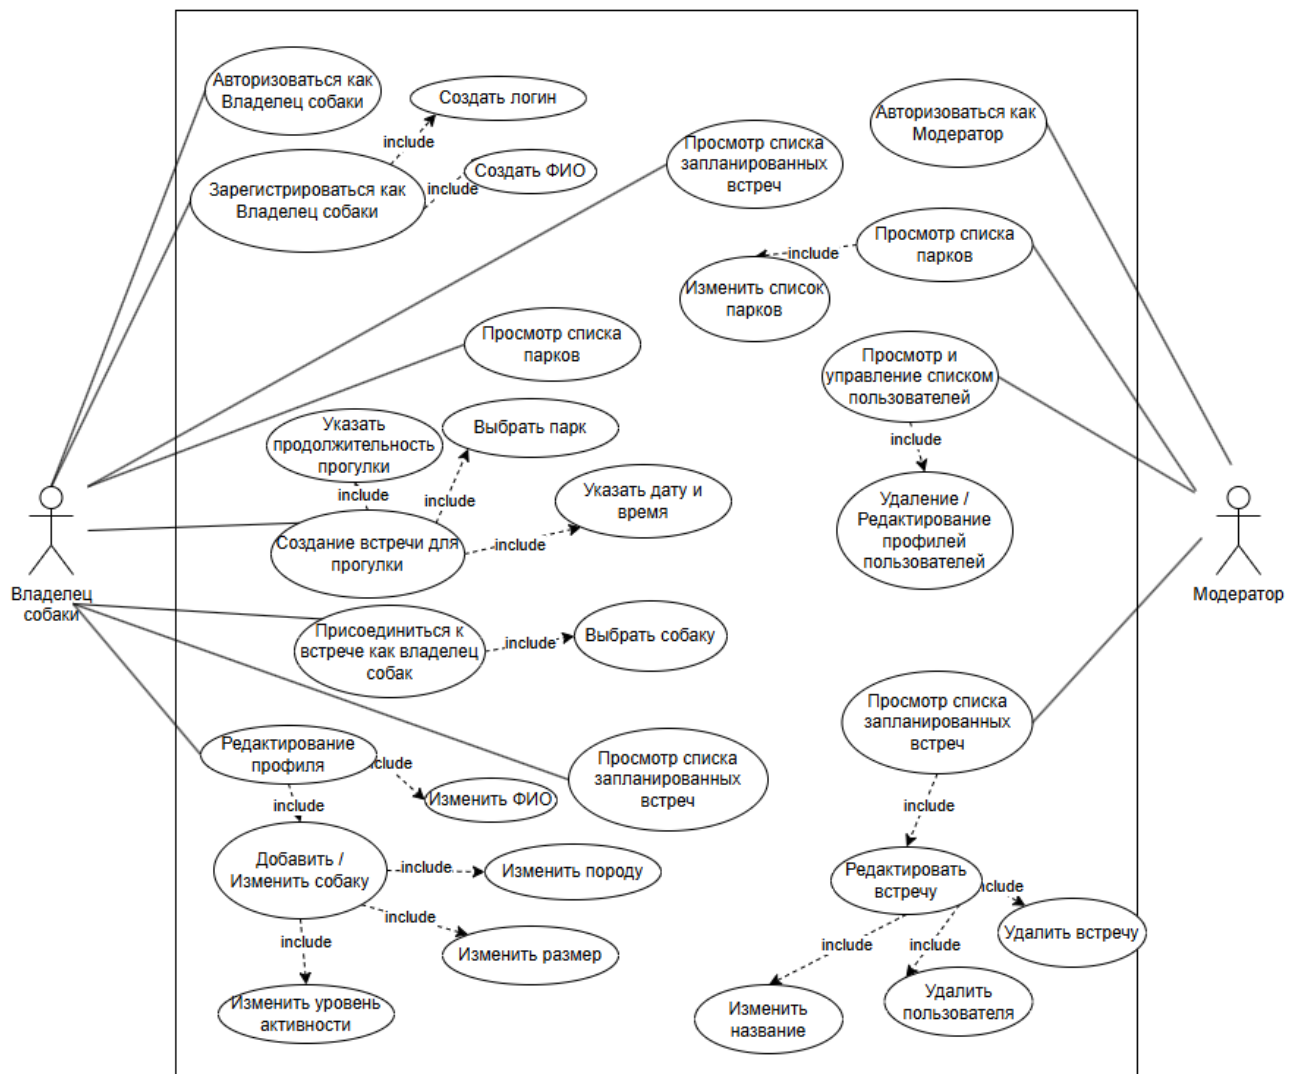 Авторизоваться как
Владелец собаки
Создать логин
include
Зарегистрироваться как
Владелец собаки
include
Создать ФИО
Просмотр списка
запланированных
встреч
Авторизоваться как
Модератор
Просмотр списка
парков
include
Изменить список
парков
Просмотр списка
парков
Просмотр и
управление списком
пользователей
include
Удаление /
Редактирование
профилей
пользователей
Указать
продолжительность
прогулки
include
Выбрать парк
include
Указать дату и
время
include
Создание встречи для
прогулки
Владелец
собаки
Модератор
Присоединиться к
встрече как владелец
собак
include
Выбрать собаку
Просмотр списка
запланированных
встреч
Редактирование
профиля
include
Изменить ФИО
Просмотр списка
запланированных
встреч
include
Добавить /
Изменить собаку
include
Изменить породу
include
Изменить размер
include
Изменить уровень
активности
include
Редактировать
встречу
include
Удалить встречу
include
include
Изменить
название
Удалить
пользователя